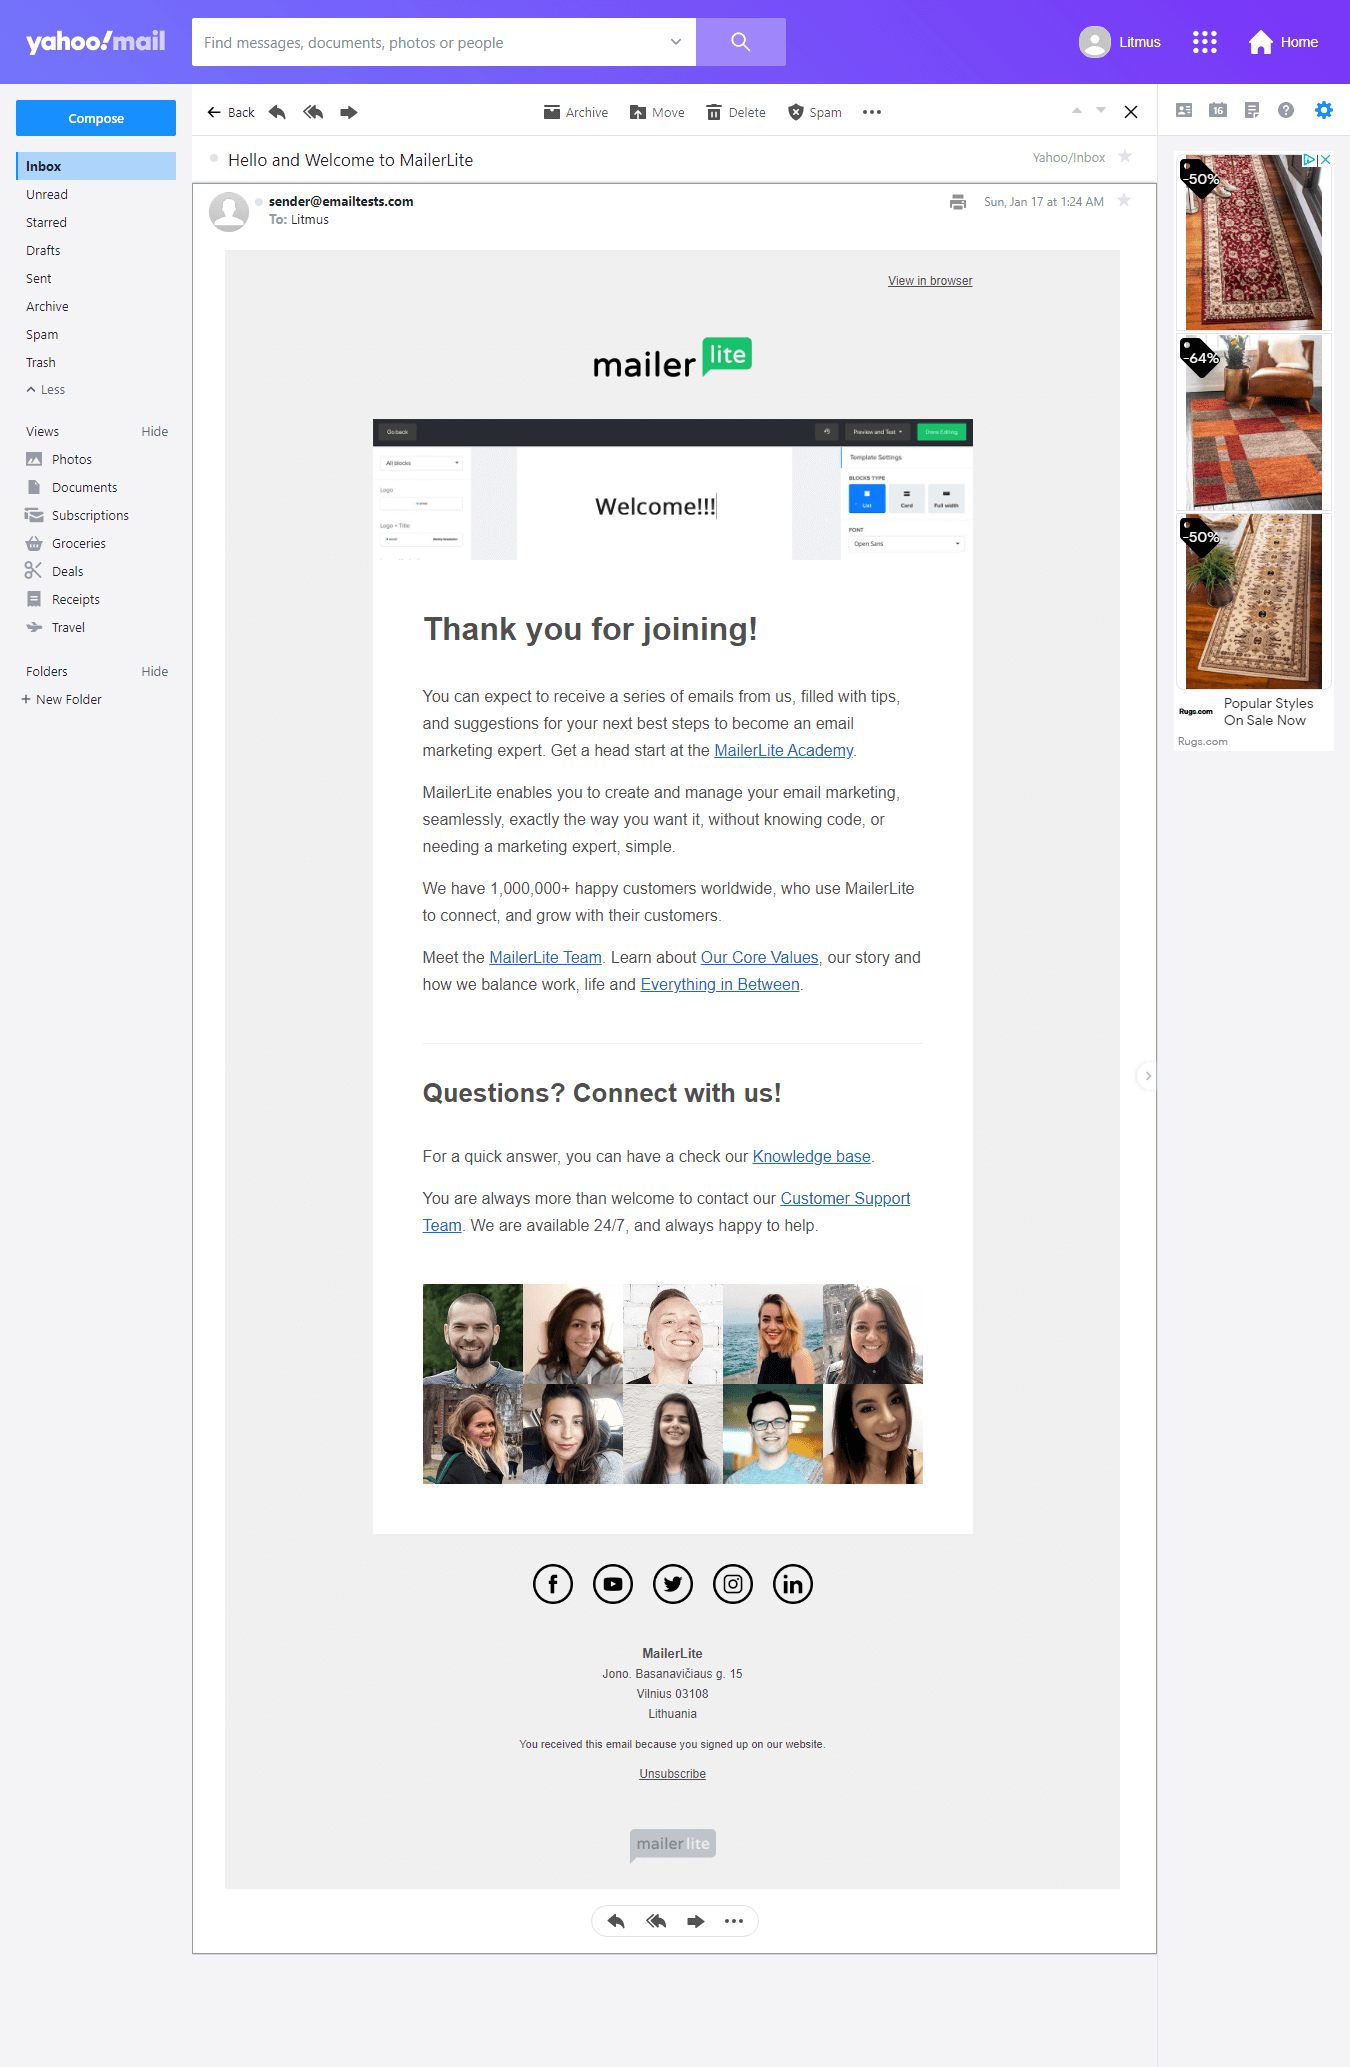 yahoo!mail
Find messages, documents, photos or people
Litmus
Home
Compose
Back
Archive
Move
Delete
Spam
16
Inbox
Unread
Starred
Drafts
Sent
Archive
Spam
Trash
Less
Views Hide
Photos
Documents
Subscriptions
Groceries
Deals
Receipts
Travel
Folders Hide
+ New Folder
Hello and Welcome to MailerLite
Yahoo/Inbox
sender@emailtests.com
Sun, Jan 17 at 1:24 AM
To: Litmus
View in browser
mailer lite
Go back
Preview and Test
Done Editing
All blocks
Template Settings
Logo
BLOCKS TYPE
List
Card
Full width
Welcome!!!
Logo + Title
FONT
Open Sans
Thank you for joining!
You can expect to receive a series of emails from us, filled with tips,
and suggestions for your next best steps to become an email
marketing expert. Get a head start at the MailerLite Academy.
MailerLite enables you to create and manage your email marketing,
seamlessly, exactly the way you want it, without knowing code, or
needing a marketing expert, simple.
We have 1,000,000+ happy customers worldwide, who use MailerLite
to connect, and grow with their customers.
Meet the MailerLite Team. Learn about Our Core Values, our story and
how we balance work, life and Everything in Between.
Questions? Connect with us!
For a quick answer, you can have a check our Knowledge base.
You are always more than welcome to contact our Customer Support
Team. We are available 24/7, and always happy to help.
MailerLite
Jono. Basanavičiaus g. 15
Vilnius 03108
Lithuania
You received this email because you signed up on our website.
Unsubscribe
mailer lite
-50%
-64%
-50%
Rugs.com
Popular Styles
On Sale Now
Rugs.com